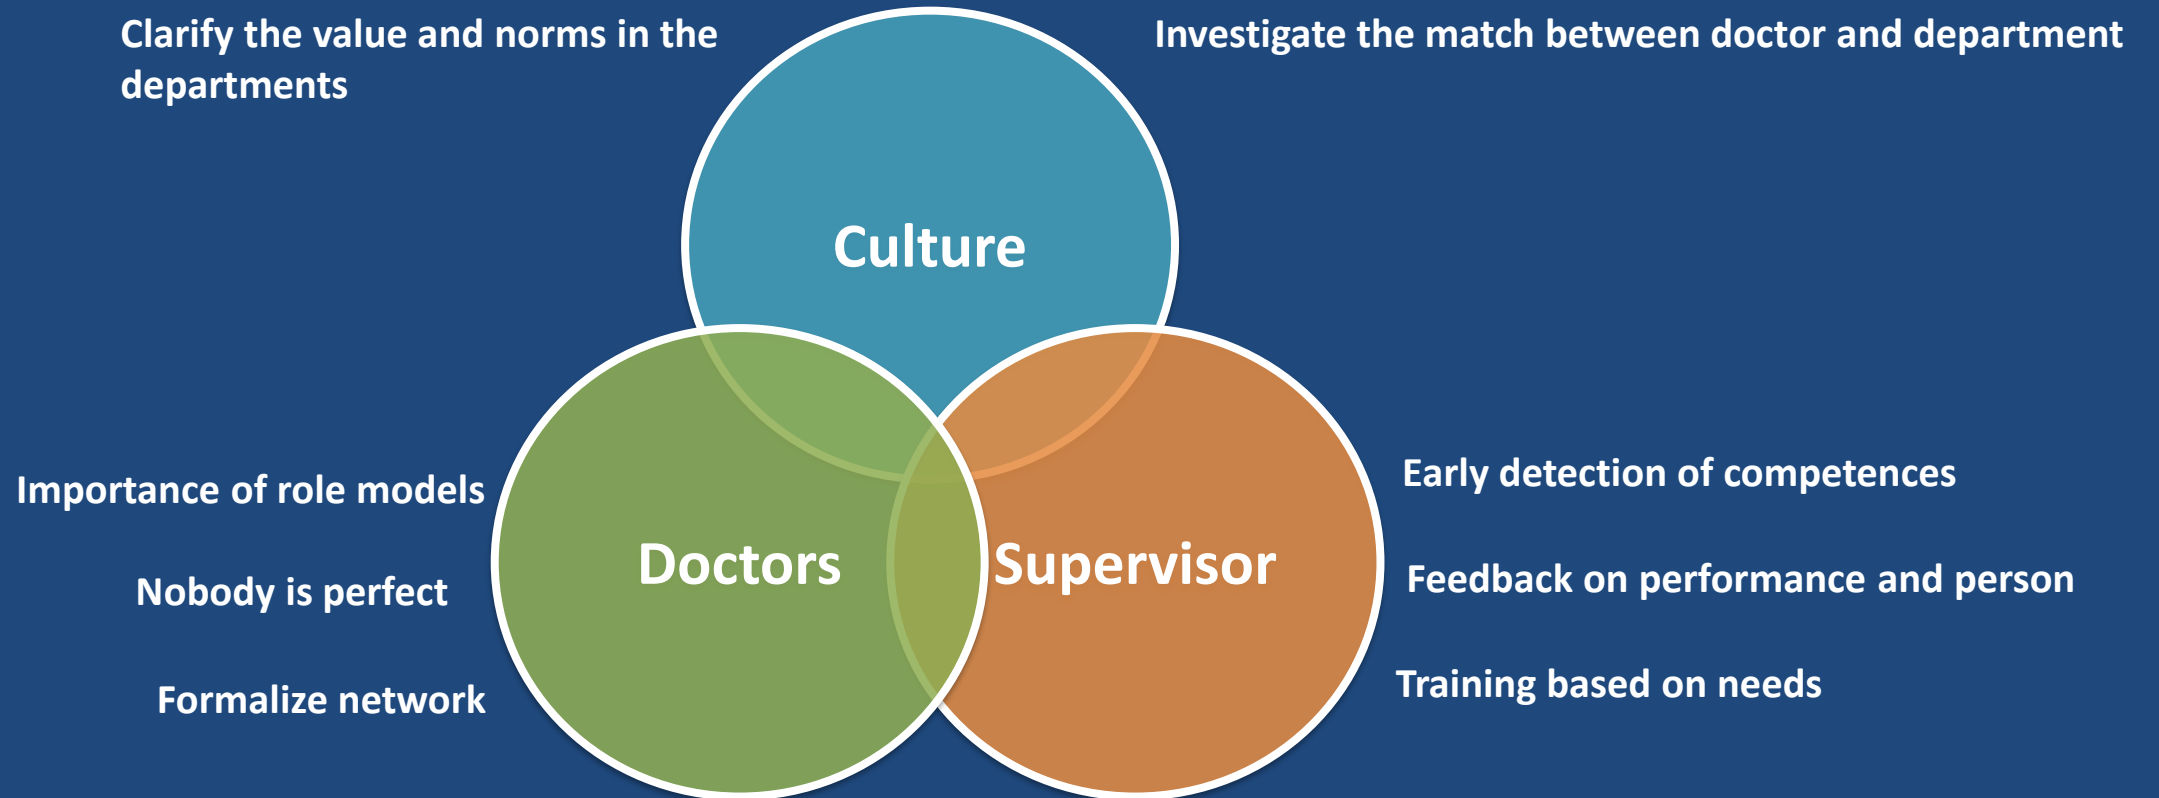 Clarify the value and norms in the
departments
Investigate the match between doctor and department
Culture
Importance of role models
Nobody is perfect
Formalize network
Doctors
Supervisor
Early detection of competences
Feedback on performance and person
Training based on needs